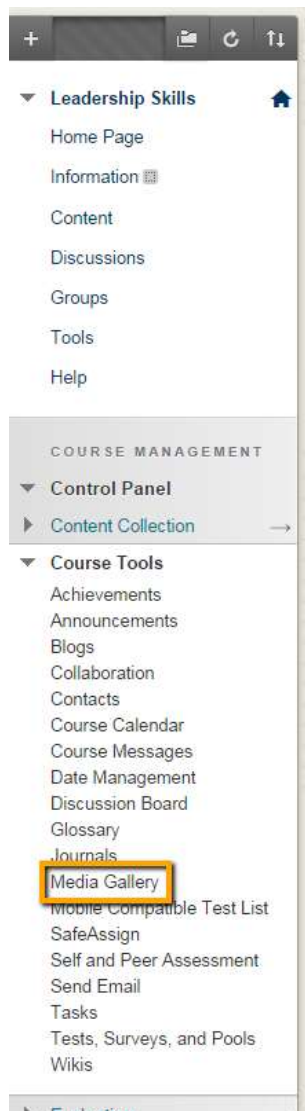 Leadership Skills
Home Page
Information
Content
Discussions
Groups
Tools
Help
COURSE MANAGEMENT
Control Panel
Content Collection
Course Tools
Achievements
Announcements
Blogs
Collaboration
Contacts
Course Calendar
Course Messages
Date Management
Discussion Board
Glossary
Journals
Media Gallery
Mobile Compatible Test List
SafeAssign
Self and Peer Assessment
Send Email
Tasks
Tests, Surveys, and Pools
Wikis